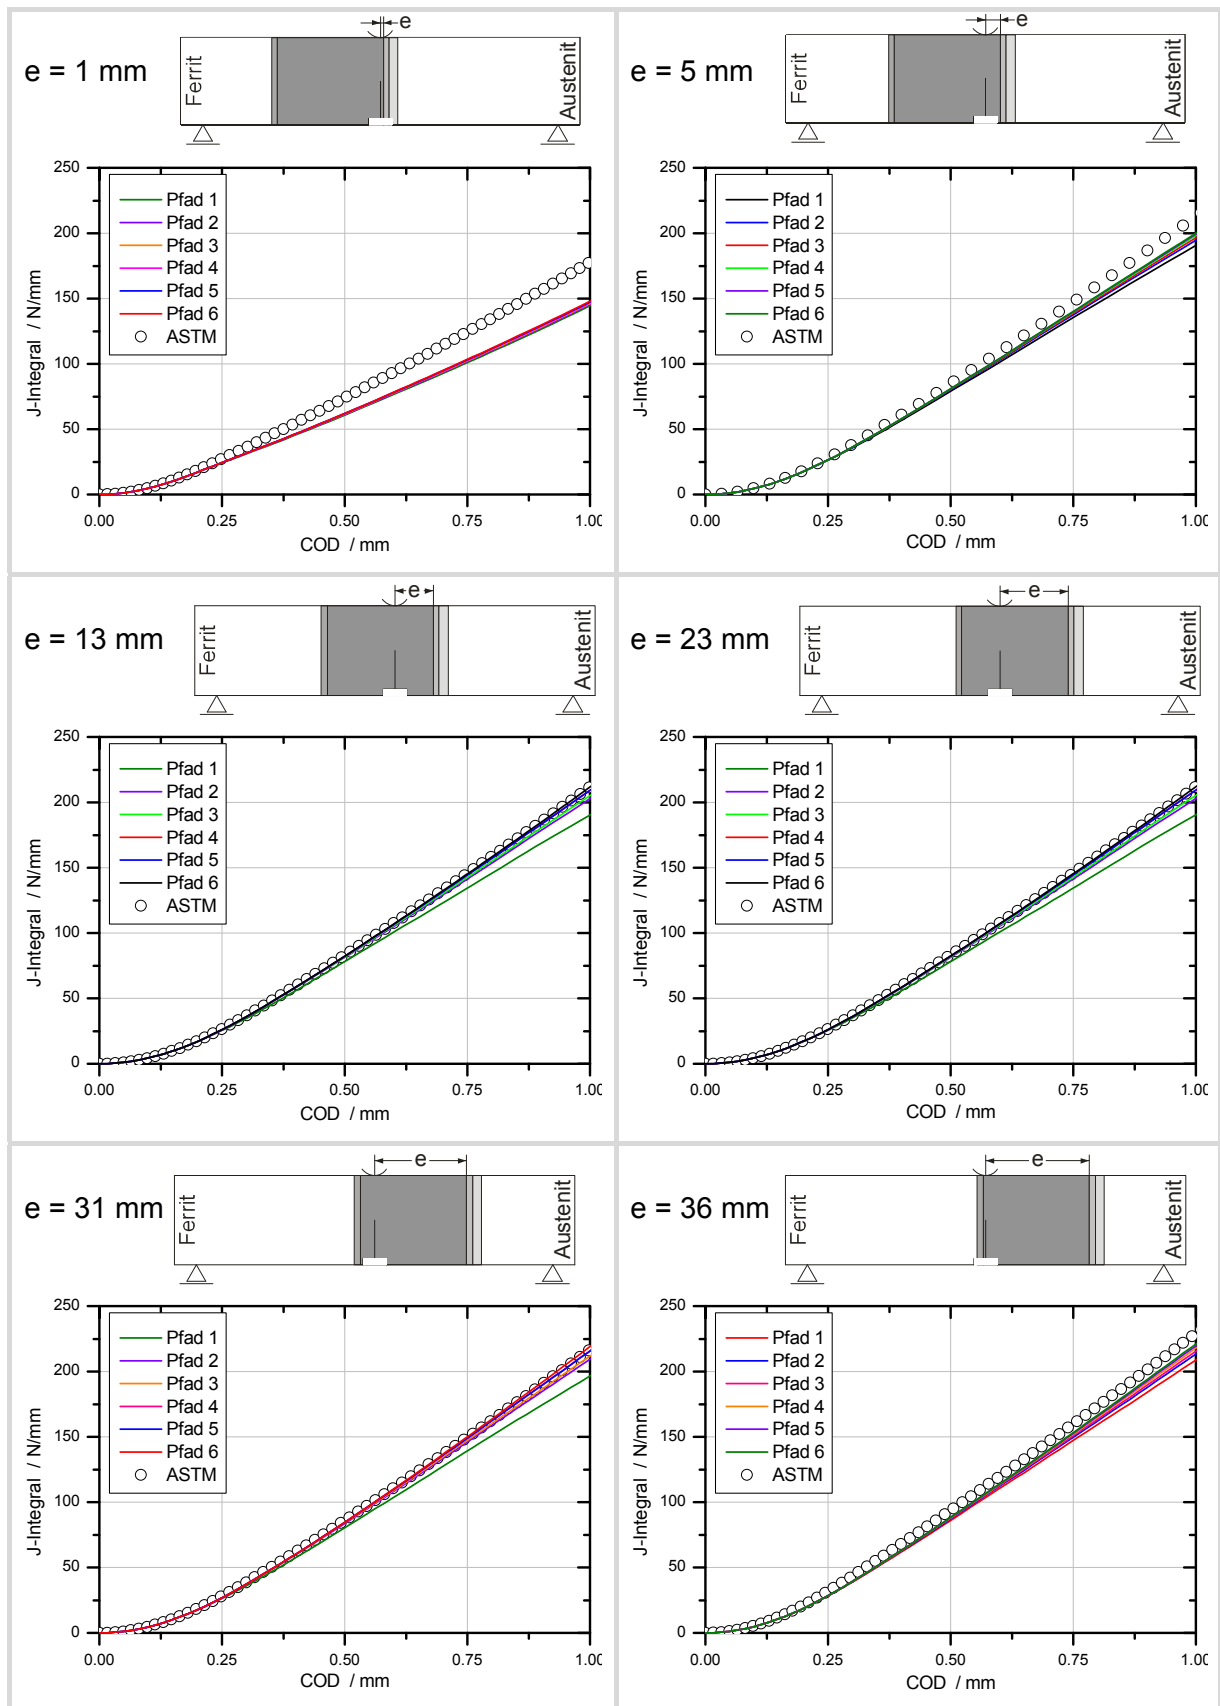 e
e = 1 mm
Ferrit
Austenit
250
200
150
100
50
0
J-Integral / N/mm
Pfad 1
Pfad 2
Pfad 3
Pfad 4
Pfad 5
Pfad 6
ASTM
0.00 0.25 0.50 0.75 1.00
COD / mm
e
e = 5 mm
Ferrit
Austenit
250
200
150
100
50
0
J-Integral / N/mm
Pfad 1
Pfad 2
Pfad 3
Pfad 4
Pfad 5
Pfad 6
ASTM
0.00 0.25 0.50 0.75 1.00
COD / mm
e
e = 13 mm
Ferrit
Austenit
250
200
150
100
50
0
J-Integral / N/mm
Pfad 1
Pfad 2
Pfad 3
Pfad 4
Pfad 5
Pfad 6
ASTM
0.00 0.25 0.50 0.75 1.00
COD / mm
e
e = 23 mm
Ferrit
Austenit
250
200
150
100
50
0
J-Integral / N/mm
Pfad 1
Pfad 2
Pfad 3
Pfad 4
Pfad 5
Pfad 6
ASTM
0.00 0.25 0.50 0.75 1.00
COD / mm
e
e = 31 mm
Ferrit
Austenit
250
200
150
100
50
0
J-Integral / N/mm
Pfad 1
Pfad 2
Pfad 3
Pfad 4
Pfad 5
Pfad 6
ASTM
0.00 0.25 0.50 0.75 1.00
COD / mm
e
e = 36 mm
Ferrit
Austenit
250
200
150
100
50
0
J-Integral / N/mm
Pfad 1
Pfad 2
Pfad 3
Pfad 4
Pfad 5
Pfad 6
ASTM
0.00 0.25 0.50 0.75 1.00
COD / mm